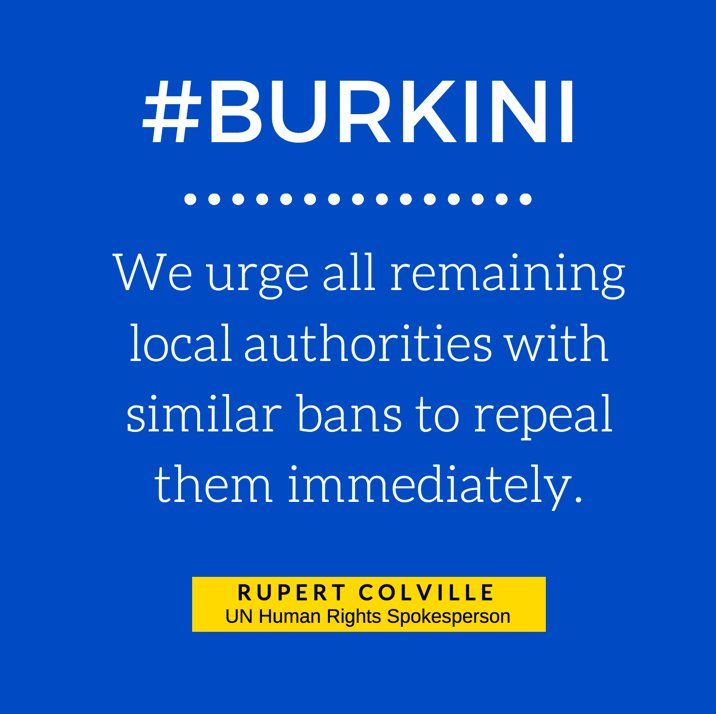 #BURKINI
We urge all remaining
local authorities with
similar bans to repeal
them immediately.
RUPERT COLVILLE
UN Human Rights Spokesperson